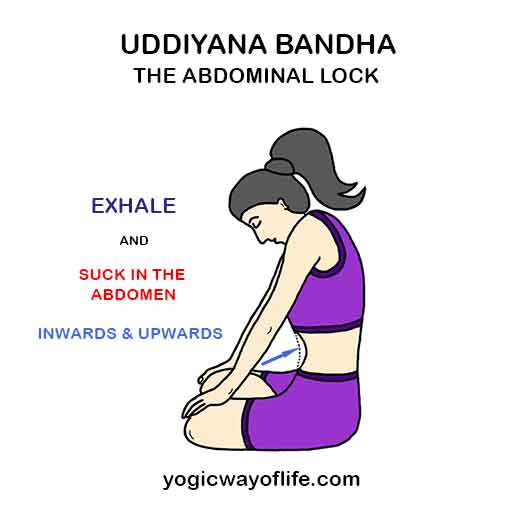 UDDIYANA BANDHA
THE ABDOMINAL LOCK
EXHALE
AND
SUCK IN THE
ABDOMEN
INWARDS & UPWARDS
yogicwayoflife.com